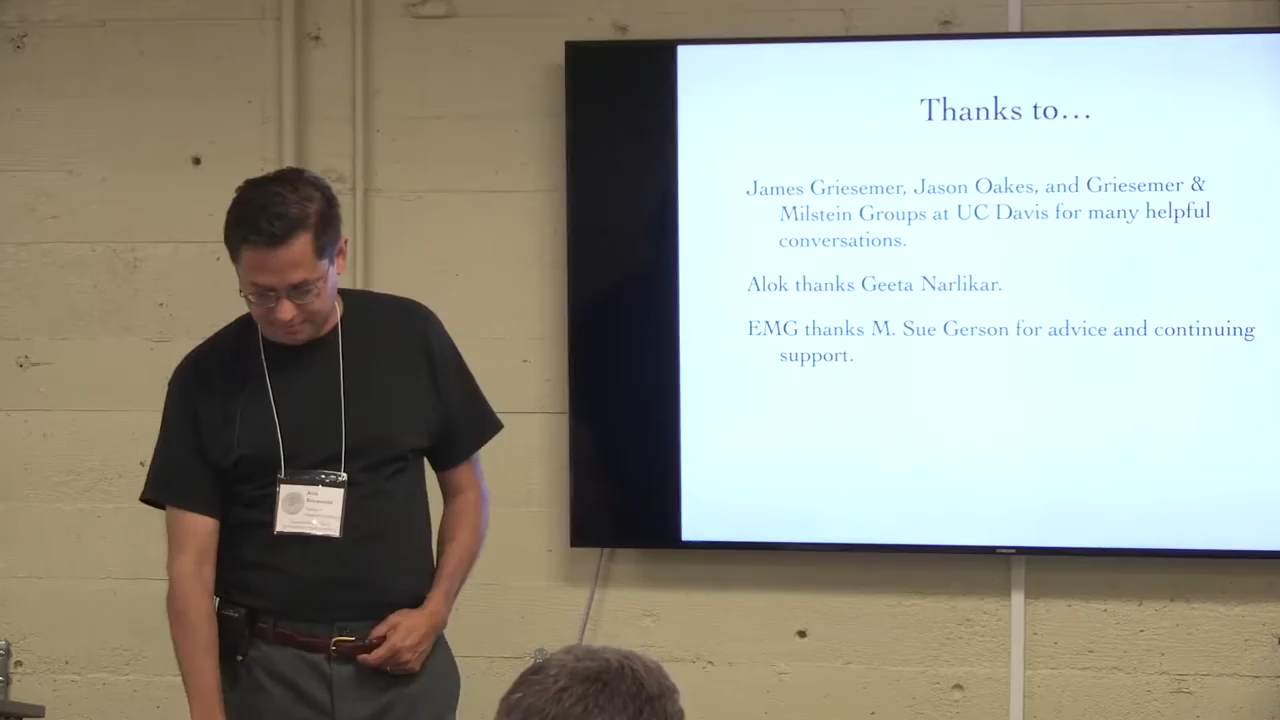 Thanks to…
James Griesemer, Jason Oakes, and Griesemer &
Milstein Groups at UC Davis for many helpful
conversations.
Alok thanks Geeta Narlikar.
EMG thanks M. Sue Gerson for advice and continuing
support.